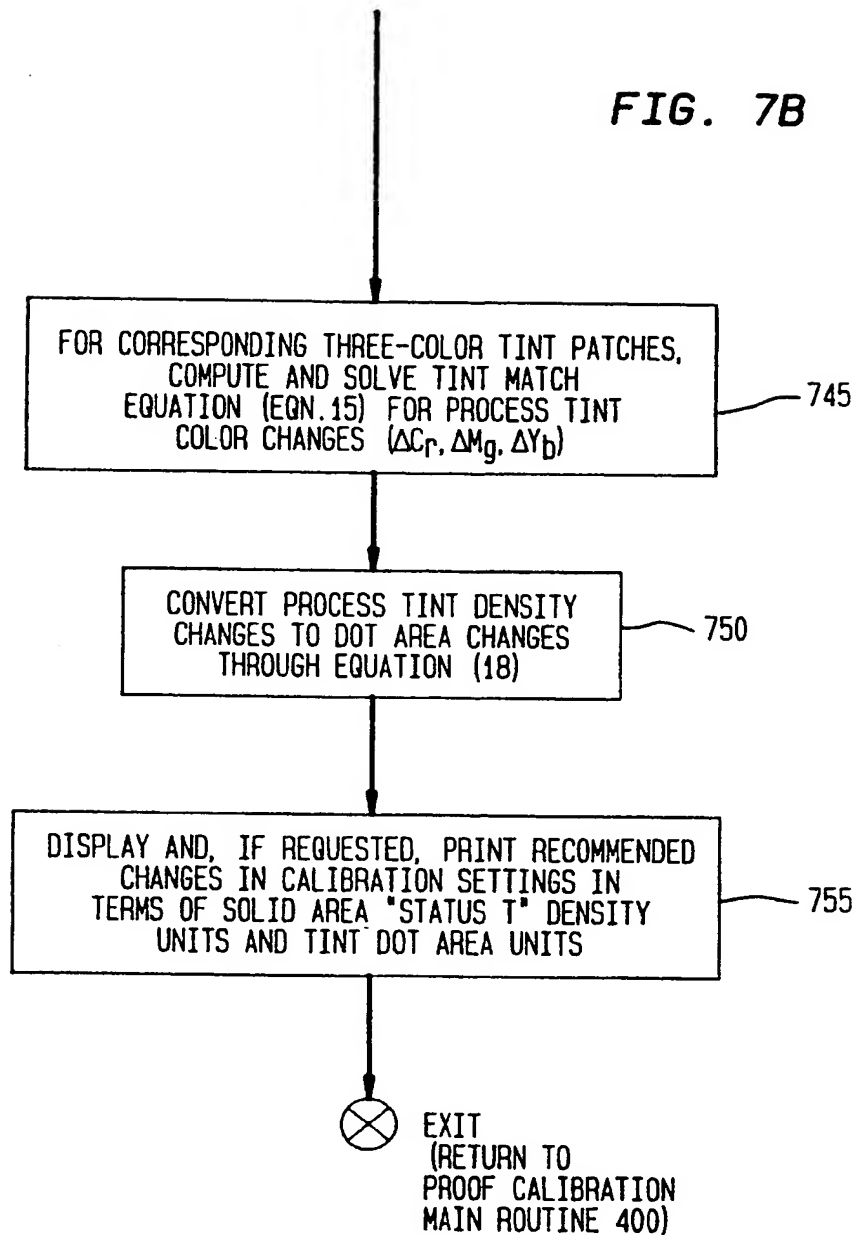 FIG. 7B
FOR CORRESPONDING THREE-COLOR TINT PATCHES,
COMPUTE AND SOLVE TINT MATCH
EQUATION (EQN.15) FOR PROCESS TINT
COLOR CHANGES (ΔCr, ΔMg, ΔYb)
745
CONVERT PROCESS TINT DENSITY
CHANGES TO DOT AREA CHANGES
THROUGH EQUATION (18)
750
DISPLAY AND, IF REQUESTED, PRINT RECOMMENDED
CHANGES IN CALIBRATION SETTINGS IN
TERMS OF SOLID AREA "STATUS T" DENSITY
UNITS AND TINT DOT AREA UNITS
755
EXIT
(RETURN TO
PROOF CALIBRATION
MAIN ROUTINE 400)